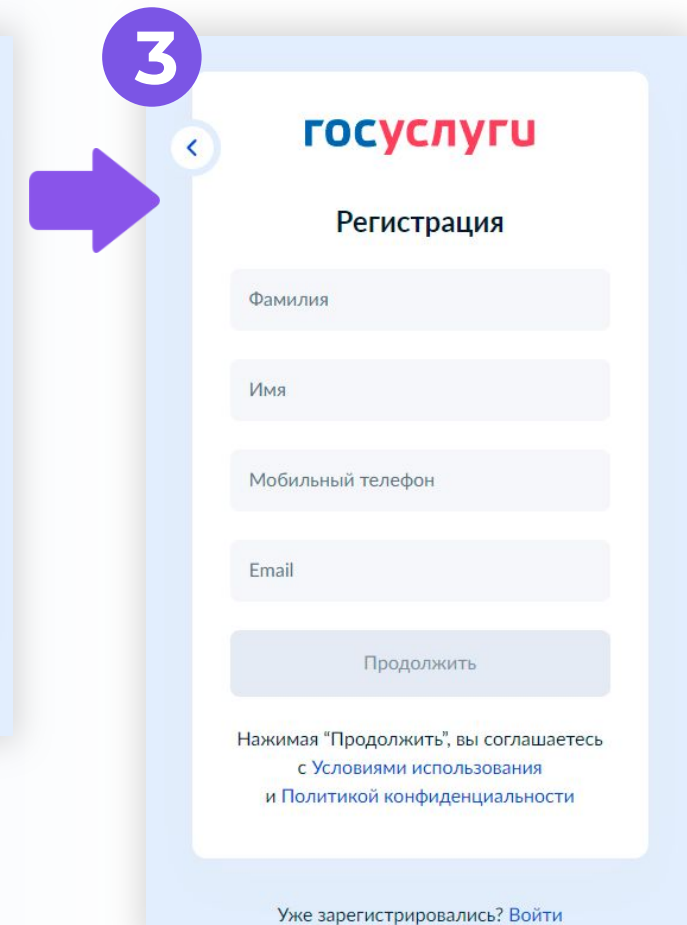 3
госуслуги
Регистрация
Фамилия
Имя
Мобильный телефон
Email
Продолжить
Нажимая “Продолжить”, вы соглашаетесь
с Условиями использования
и Политикой конфиденциальности
Уже зарегистрировались? Войти